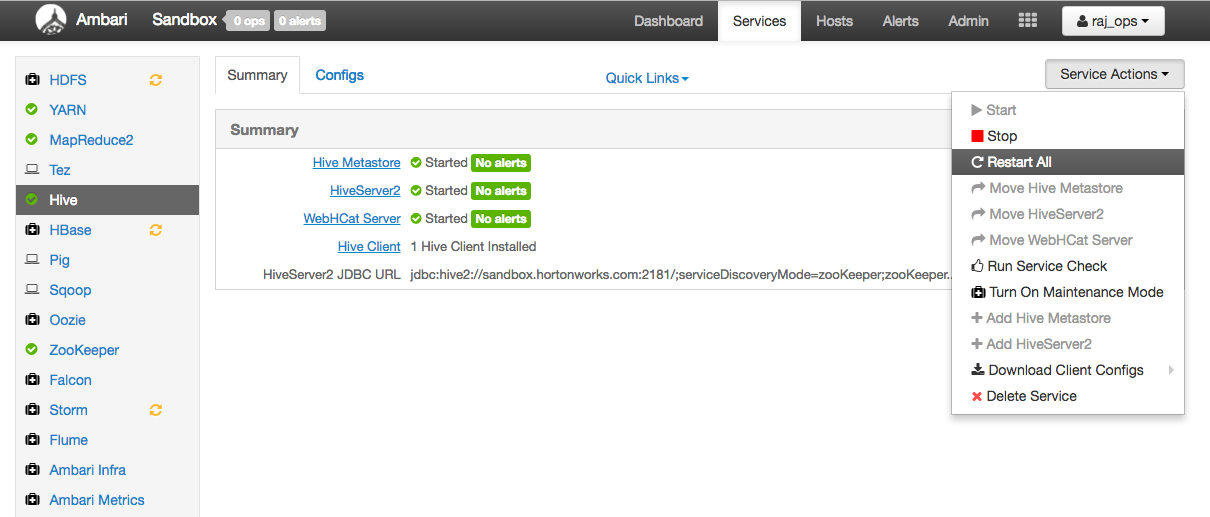 Ambari Sandbox 0 ops 0 alerts Dashboard Services Hosts Alerts Admin raj_ops
HDFS
YARN
MapReduce2
Tez
Hive
HBase
Pig
Sqoop
Oozie
ZooKeeper
Falcon
Storm
Flume
Ambari Infra
Ambari Metrics
Summary Configs Quick Links Service Actions
Summary
Hive Metastore Started No alerts
HiveServer2 Started No alerts
WebHCat Server Started No alerts
Hive Client 1 Hive Client Installed
HiveServer2 JDBC URL jdbc:hive2://sandbox.hortonworks.com:2181/;serviceDiscoveryMode=zooKeeper;zooKeeper...
Start
Stop
Restart All
Move Hive Metastore
Move HiveServer2
Move WebHCat Server
Run Service Check
Turn On Maintenance Mode
Add Hive Metastore
Add HiveServer2
Download Client Configs
Delete Service